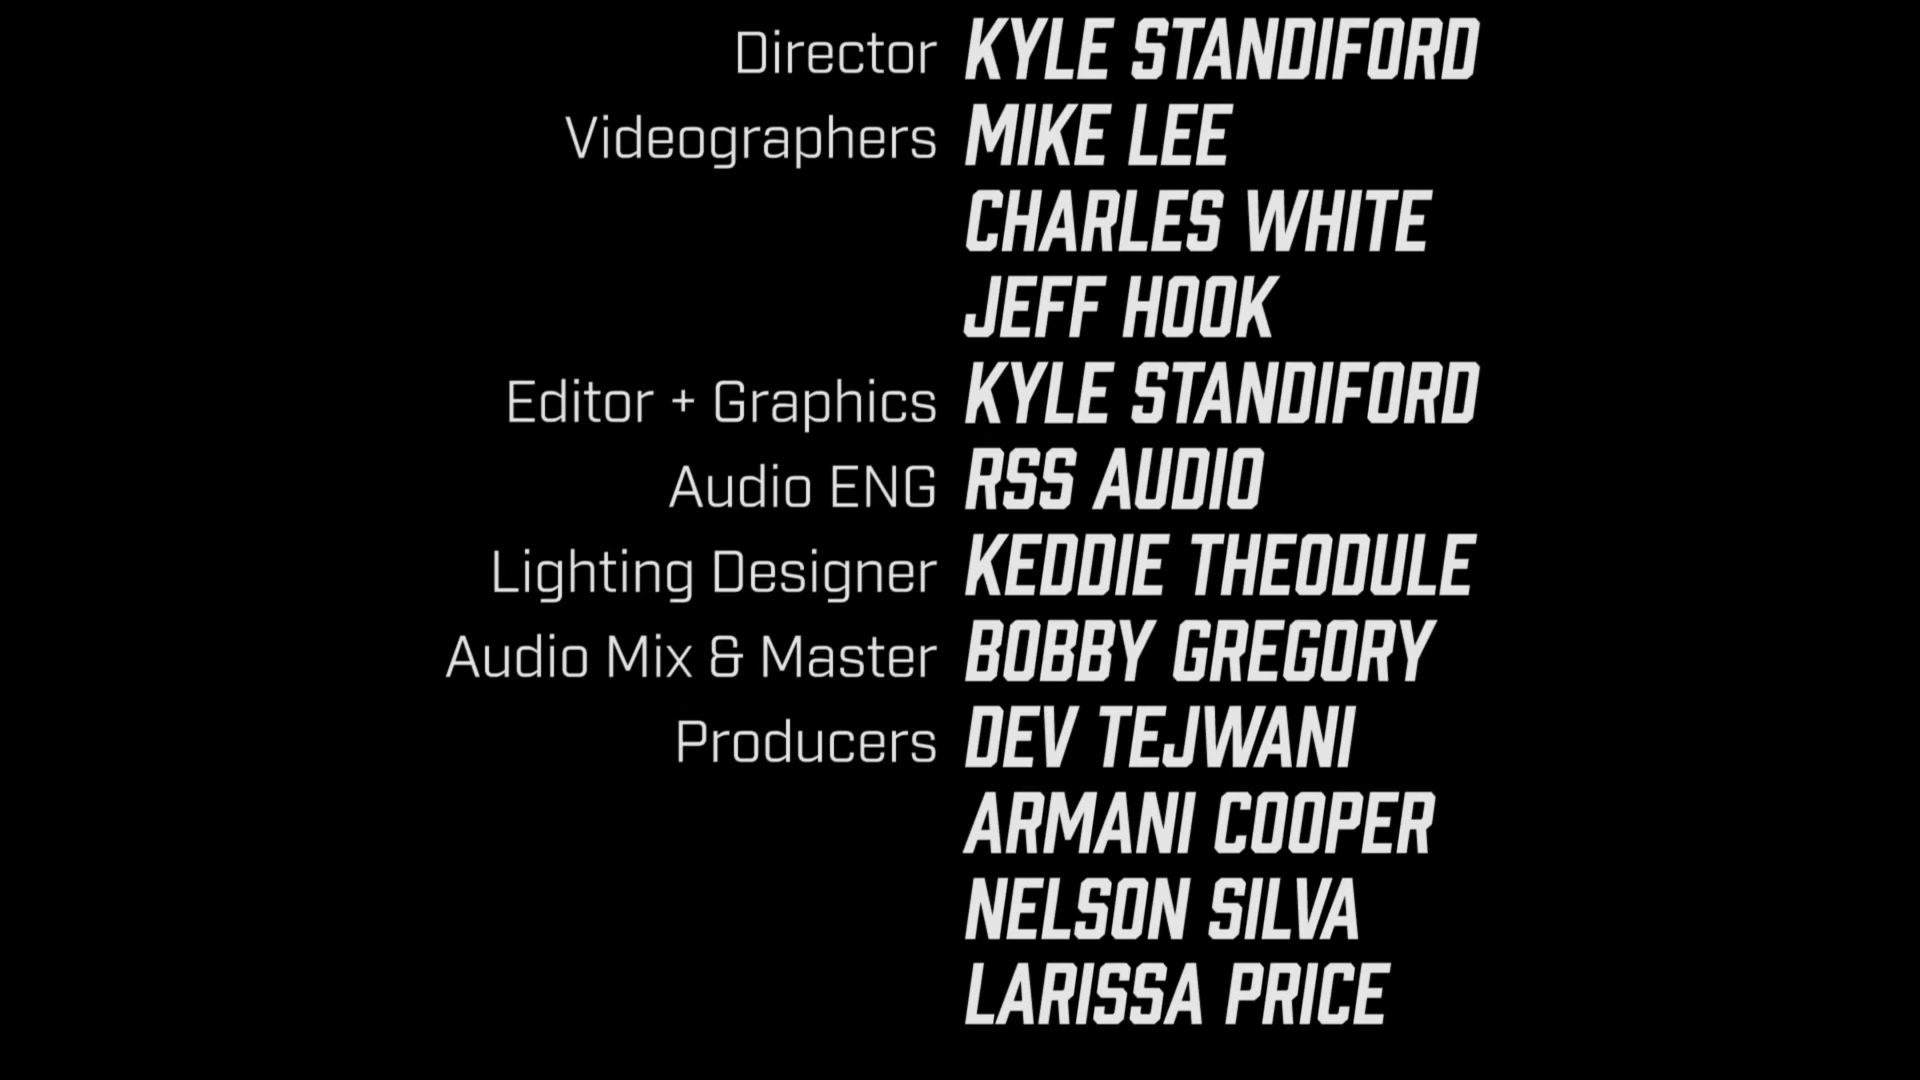 Director KYLE STANDIFORD
Videographers MIKE LEE
CHARLES WHITE
JEFF HOOK
Editor + Graphics KYLE STANDIFORD
Audio ENG RSS AUDIO
Lighting Designer KEDDIE THEODULE
Audio Mix & Master BOBBY GREGORY
Producers DEV TEJWANI
ARMANI COOPER
NELSON SILVA
LARISSA PRICE